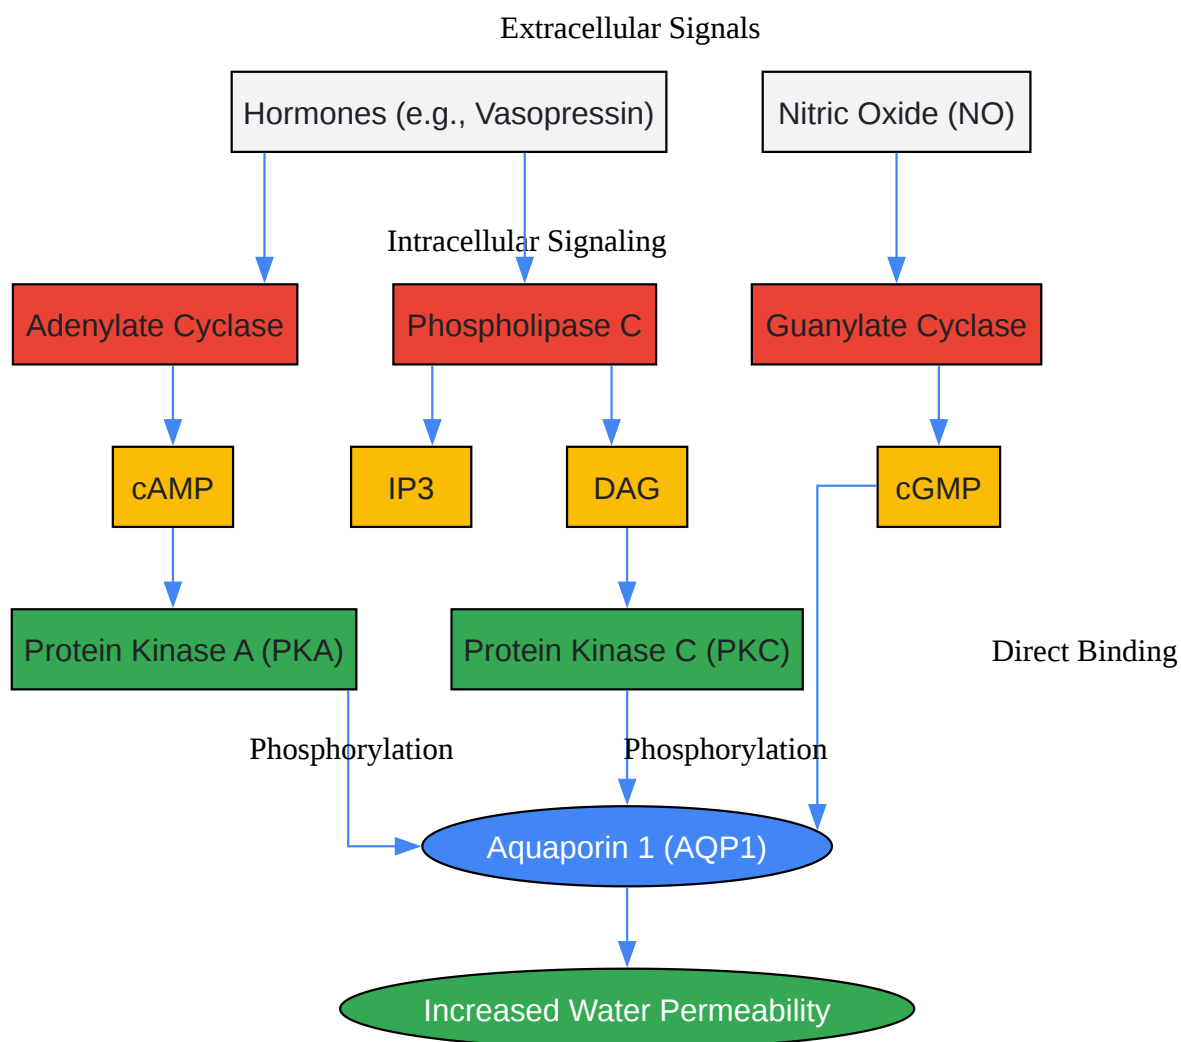 Extracellular Signals
Hormones (e.g., Vasopressin)
Nitric Oxide (NO)
Intracellular Signaling
Adenylate Cyclase
Phospholipase C
Guanylate Cyclase
cAMP
IP3
DAG
cGMP
Protein Kinase A (PKA)
Protein Kinase C (PKC)
Direct Binding
Phosphorylation
Phosphorylation
Aquaporin 1 (AQP1)
Increased Water Permeability